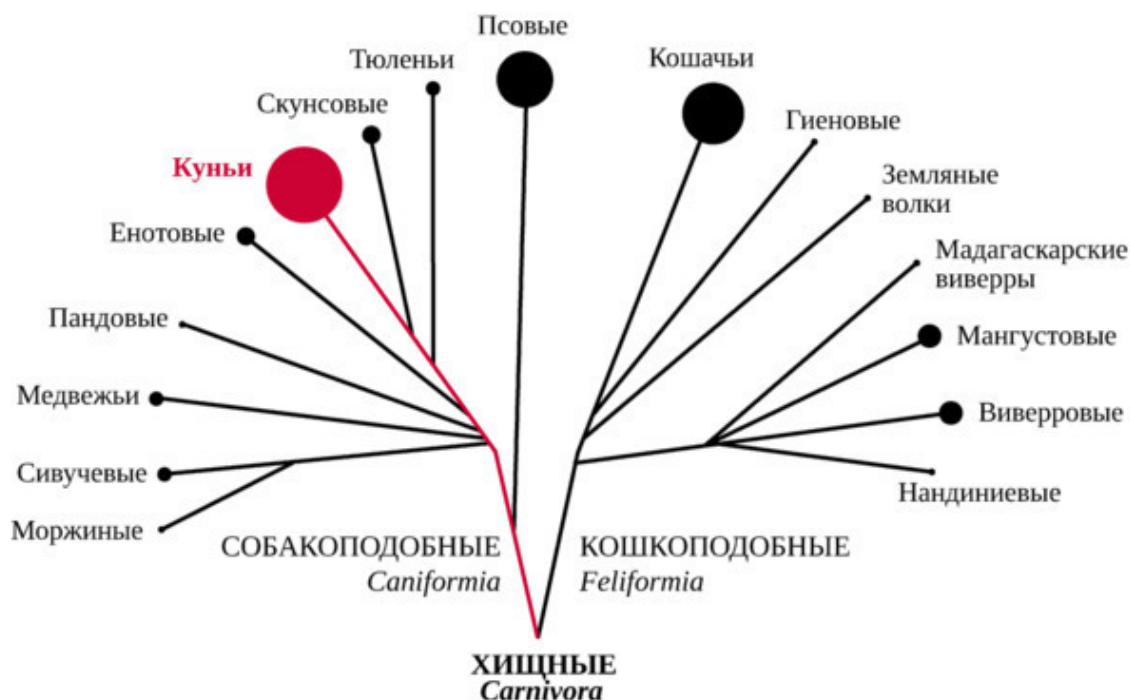 Псовые
Тюленьи
Кошачьи
Скунсовые
Гиеновые
Куньи
Земляные
волки
Енотовые
Мадагаскарские
виверры
Пандовые
Мангустовые
Медвежьи
Виверровые
Сивучевые
Нандиниевые
Моржиные
СОБАКОПОДОБНЫЕ
Caniformia
КОШКОПОДОБНЫЕ
Feliformia
ХИЩНЫЕ
Carnivora